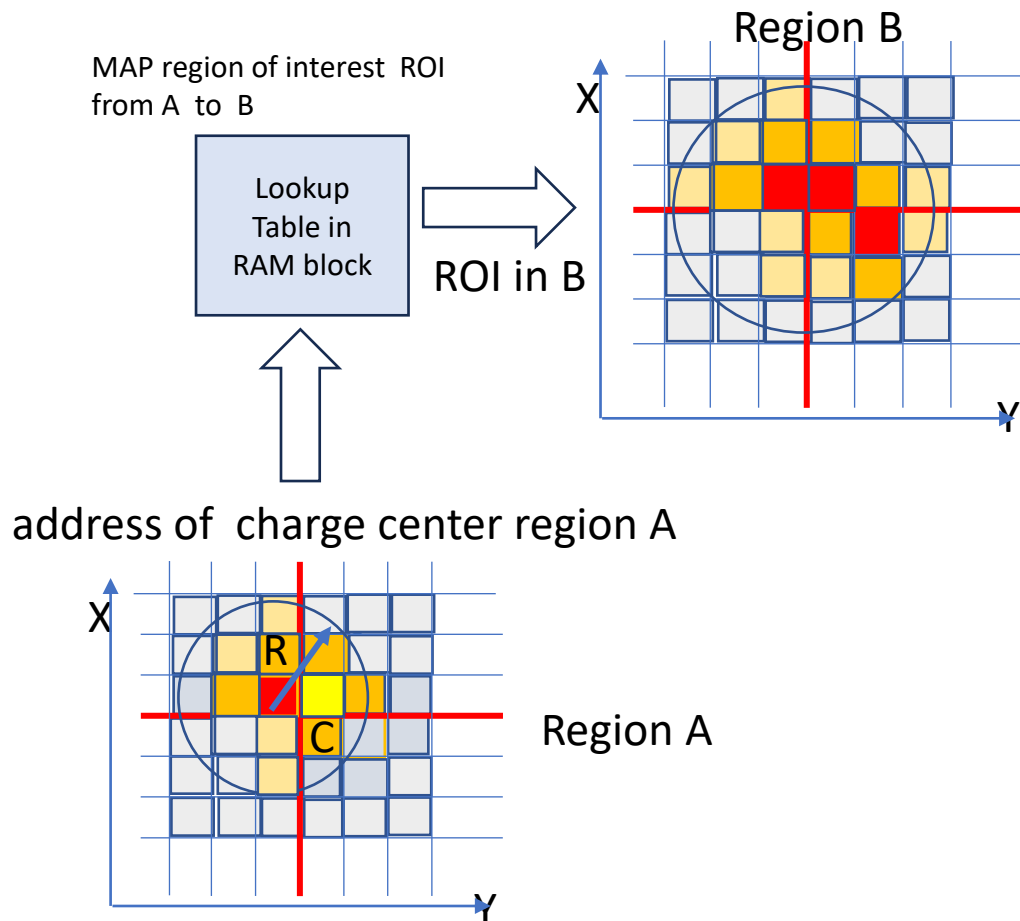 Region B
MAP region of interest ROI
from A to B
X
Lookup
Table in
RAM block
ROI in B
Y
address of charge center region A
X
R
C
Region A
Y